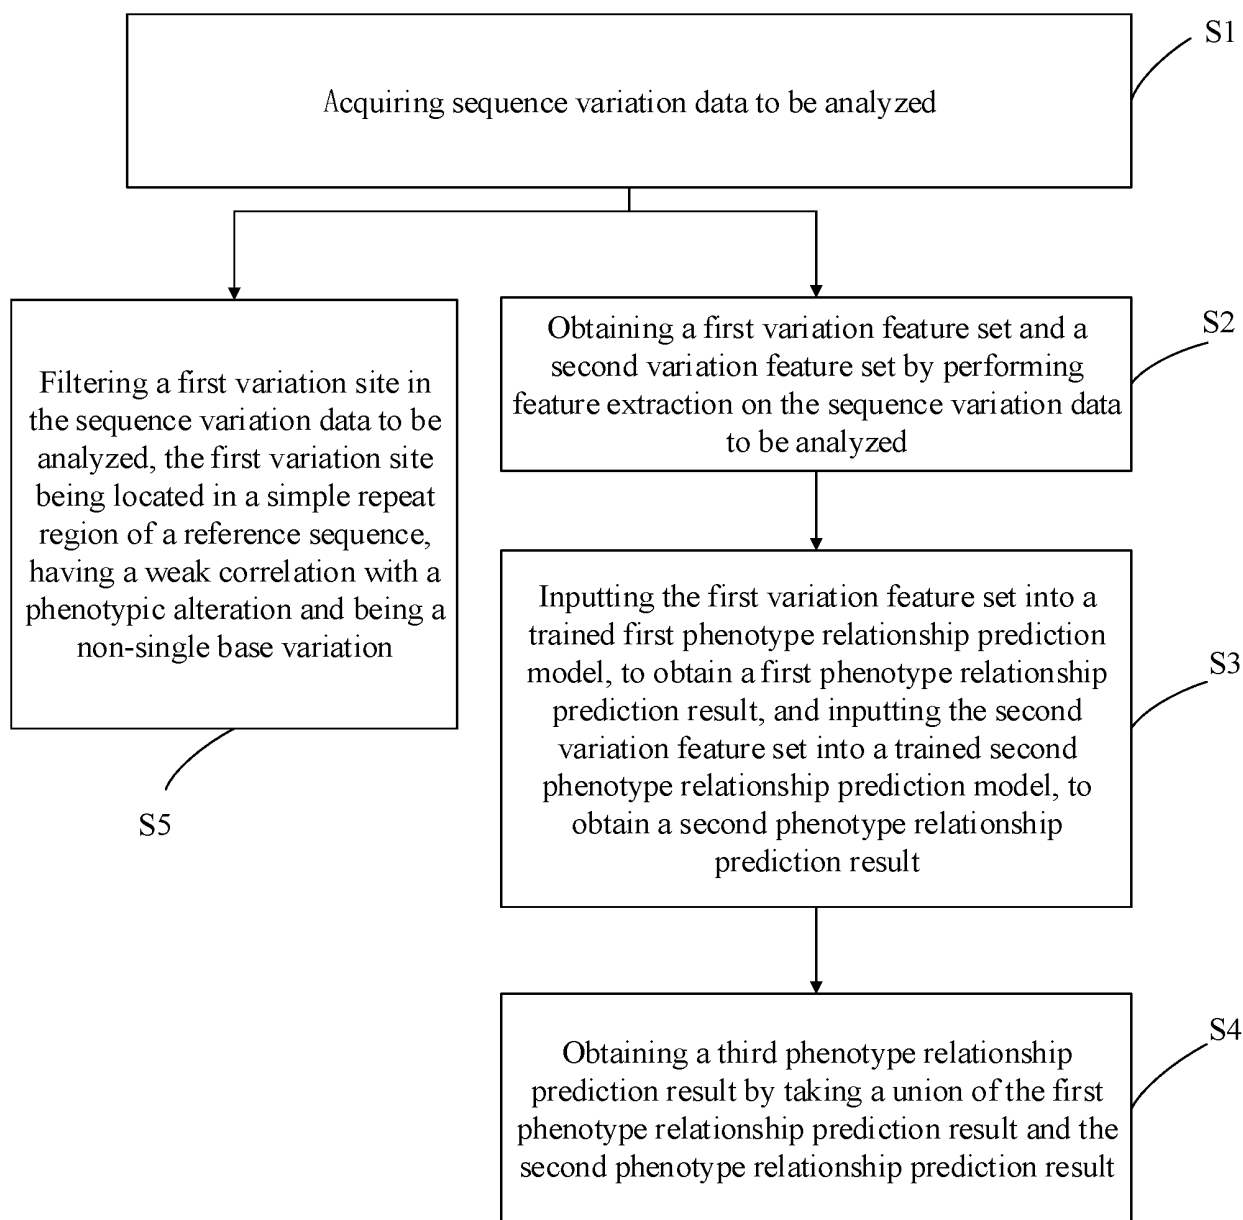 S1
Acquiring sequence variation data to be analyzed
S2
Obtaining a first variation feature set and a
second variation feature set by performing
feature extraction on the sequence variation data
to be analyzed
Filtering a first variation site in
the sequence variation data to be
analyzed, the first variation site
being located in a simple repeat
region of a reference sequence,
having a weak correlation with a
phenotypic alteration and being a
non-single base variation
S5
Inputting the first variation feature set into a
trained first phenotype relationship prediction
model, to obtain a first phenotype relationship
prediction result, and inputting the second
variation feature set into a trained second
phenotype relationship prediction model, to
obtain a second phenotype relationship
prediction result
S3
Obtaining a third phenotype relationship
prediction result by taking a union of the first
phenotype relationship prediction result and the
second phenotype relationship prediction result
S4